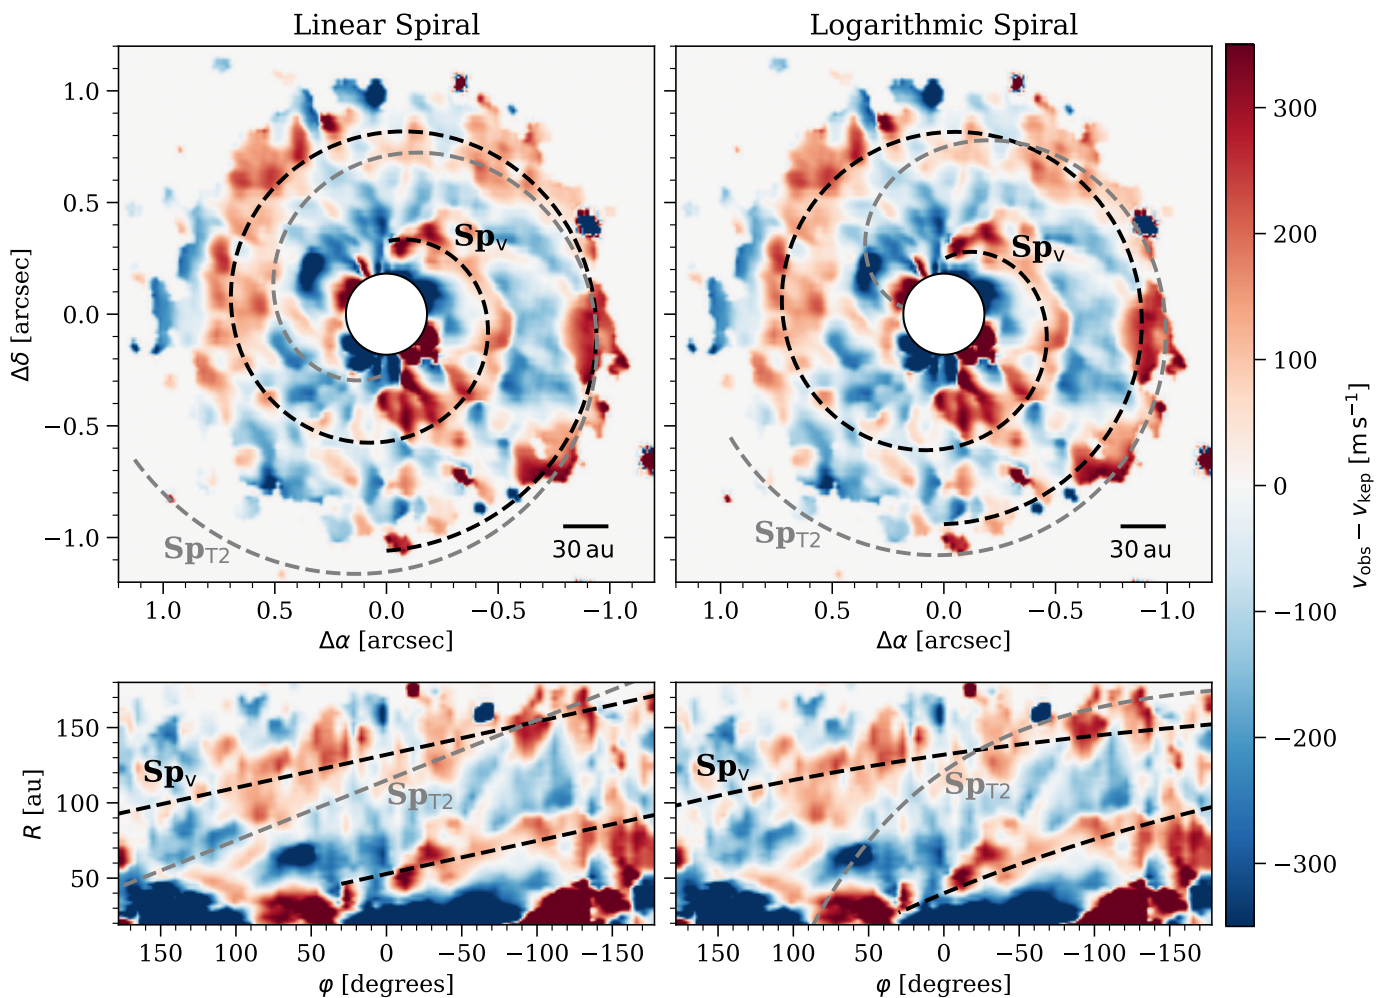 Linear Spiral
Logarithmic Spiral
Δδ [arcsec]
1.0
0.5
0.0
−0.5
−1.0
Sp_v
Sp_T2
30 au
1.0 0.5 0.0 −0.5 −1.0
Δα [arcsec]
Sp_v
Sp_T2
30 au
1.0 0.5 0.0 −0.5 −1.0
Δα [arcsec]
R [au]
150
100
50
Sp_v
Sp_T2
150 100 50 0 −50 −100 −150
φ [degrees]
Sp_v
Sp_T2
150 100 50 0 −50 −100 −150
φ [degrees]
300
200
100
0
−100
−200
−300
v_obs − v_kep [m s⁻¹]